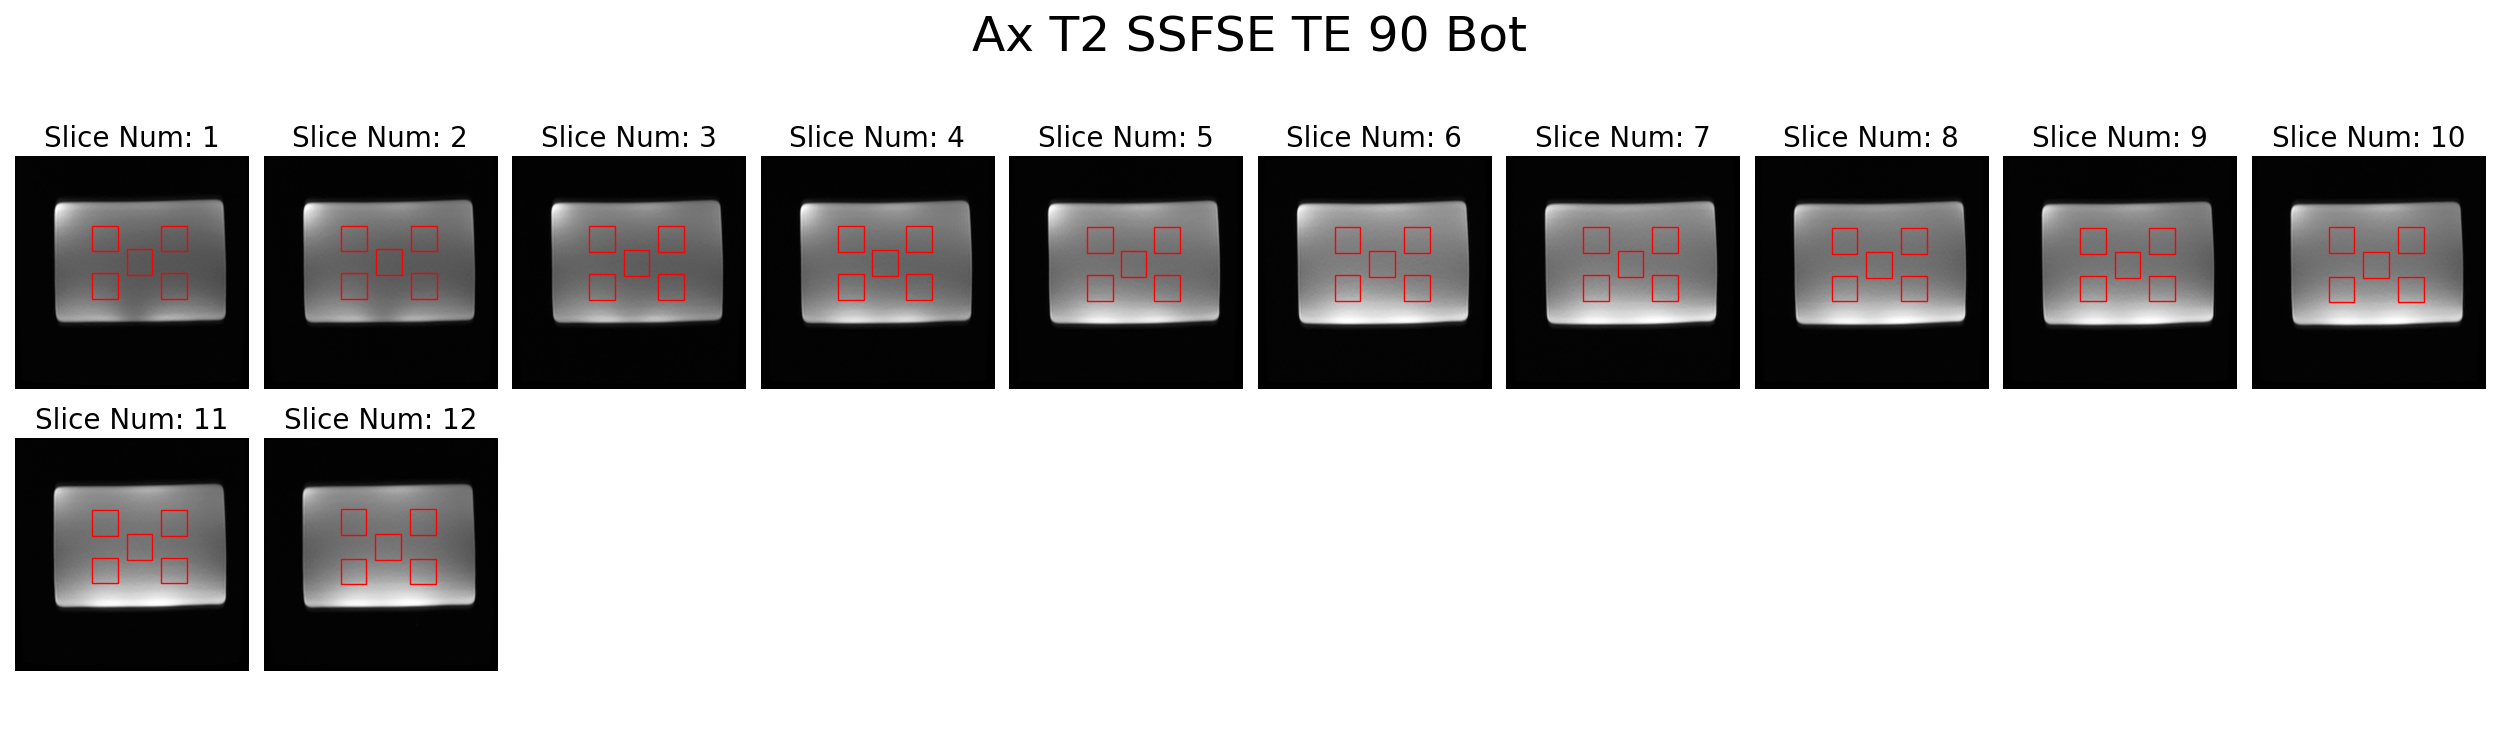 Ax T2 SSFSE TE 90 Bot
Slice Num: 1
Slice Num: 2
Slice Num: 3
Slice Num: 4
Slice Num: 5
Slice Num: 6
Slice Num: 7
Slice Num: 8
Slice Num: 9
Slice Num: 10
Slice Num: 11
Slice Num: 12